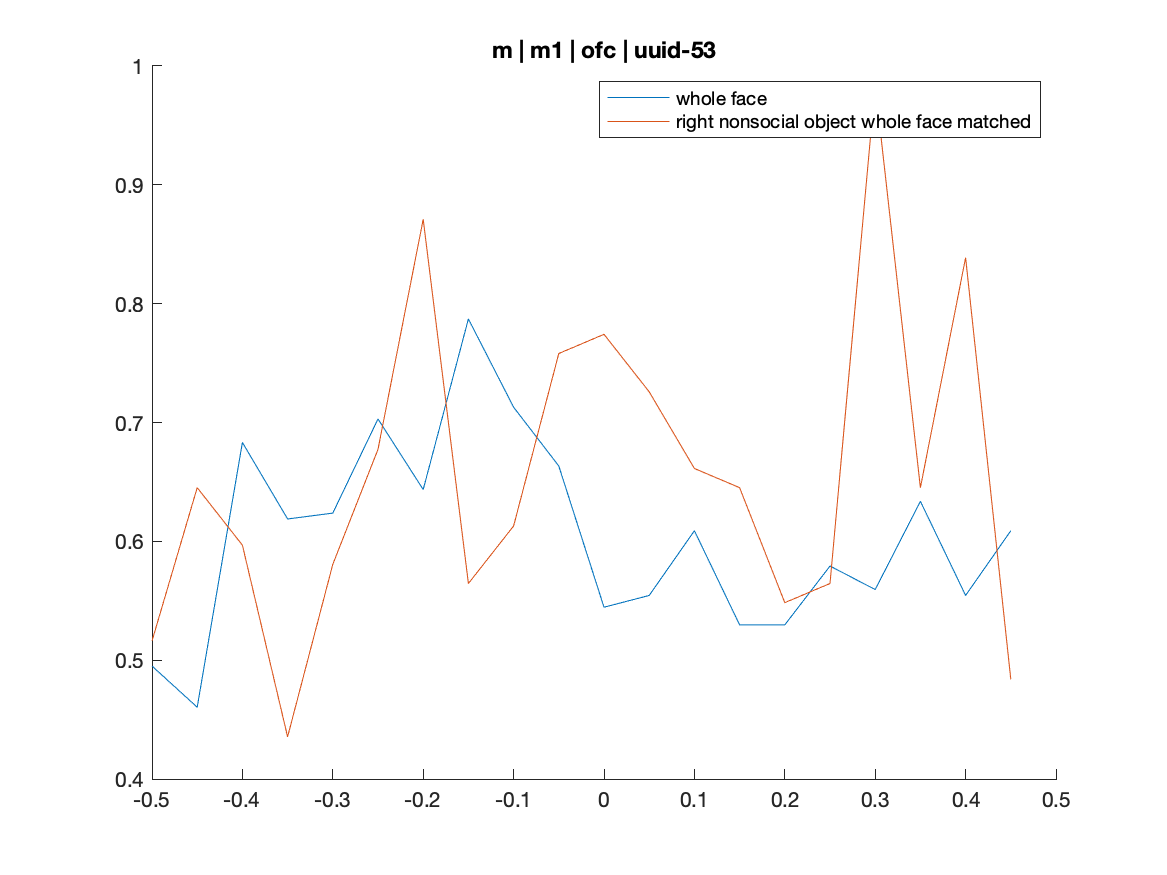 m | m1 | ofc | uuid-53
1
whole face
right nonsocial object whole face matched
0.9
0.8
0.7
0.6
0.5
0.4
-0.5 -0.4 -0.3 -0.2 -0.1 0 0.1 0.2 0.3 0.4 0.5